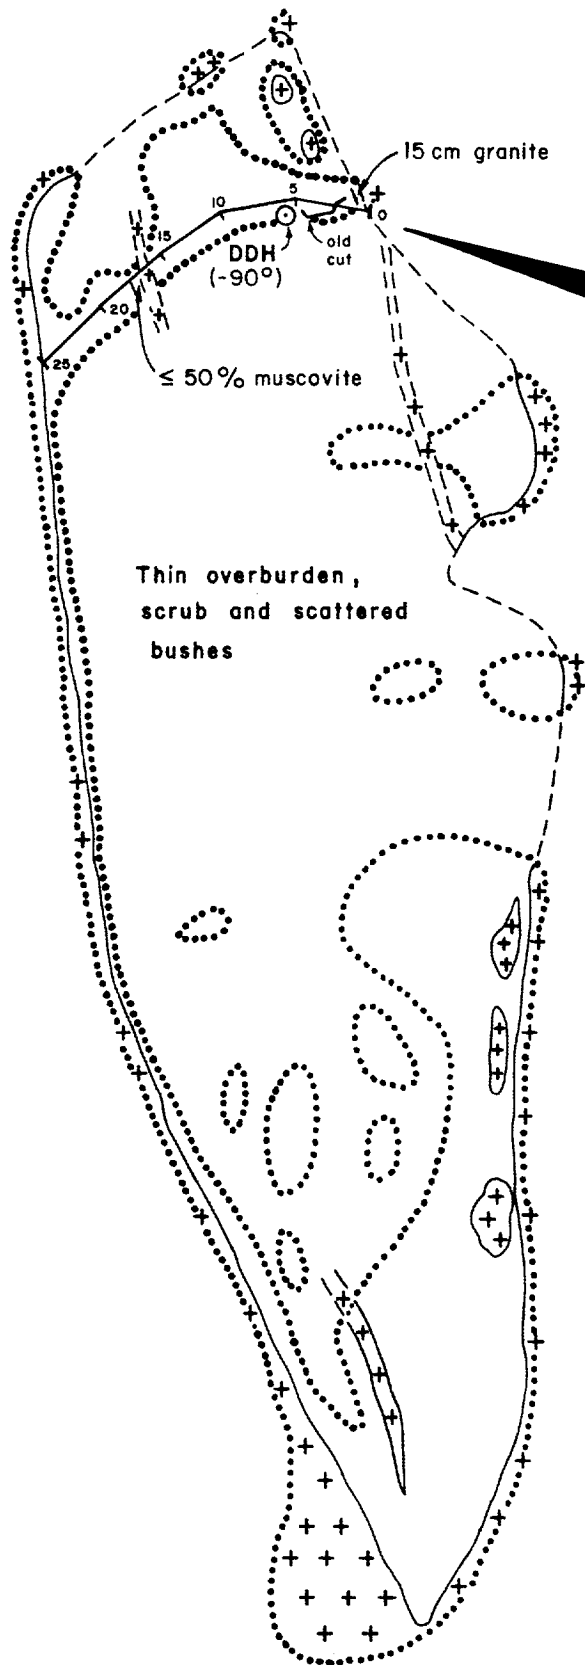 15 cm granite
0
5
10
15
20
25
DDH
(-90°)
old
cut
≤ 50% muscovite
Thin overburden,
scrub and scattered
bushes